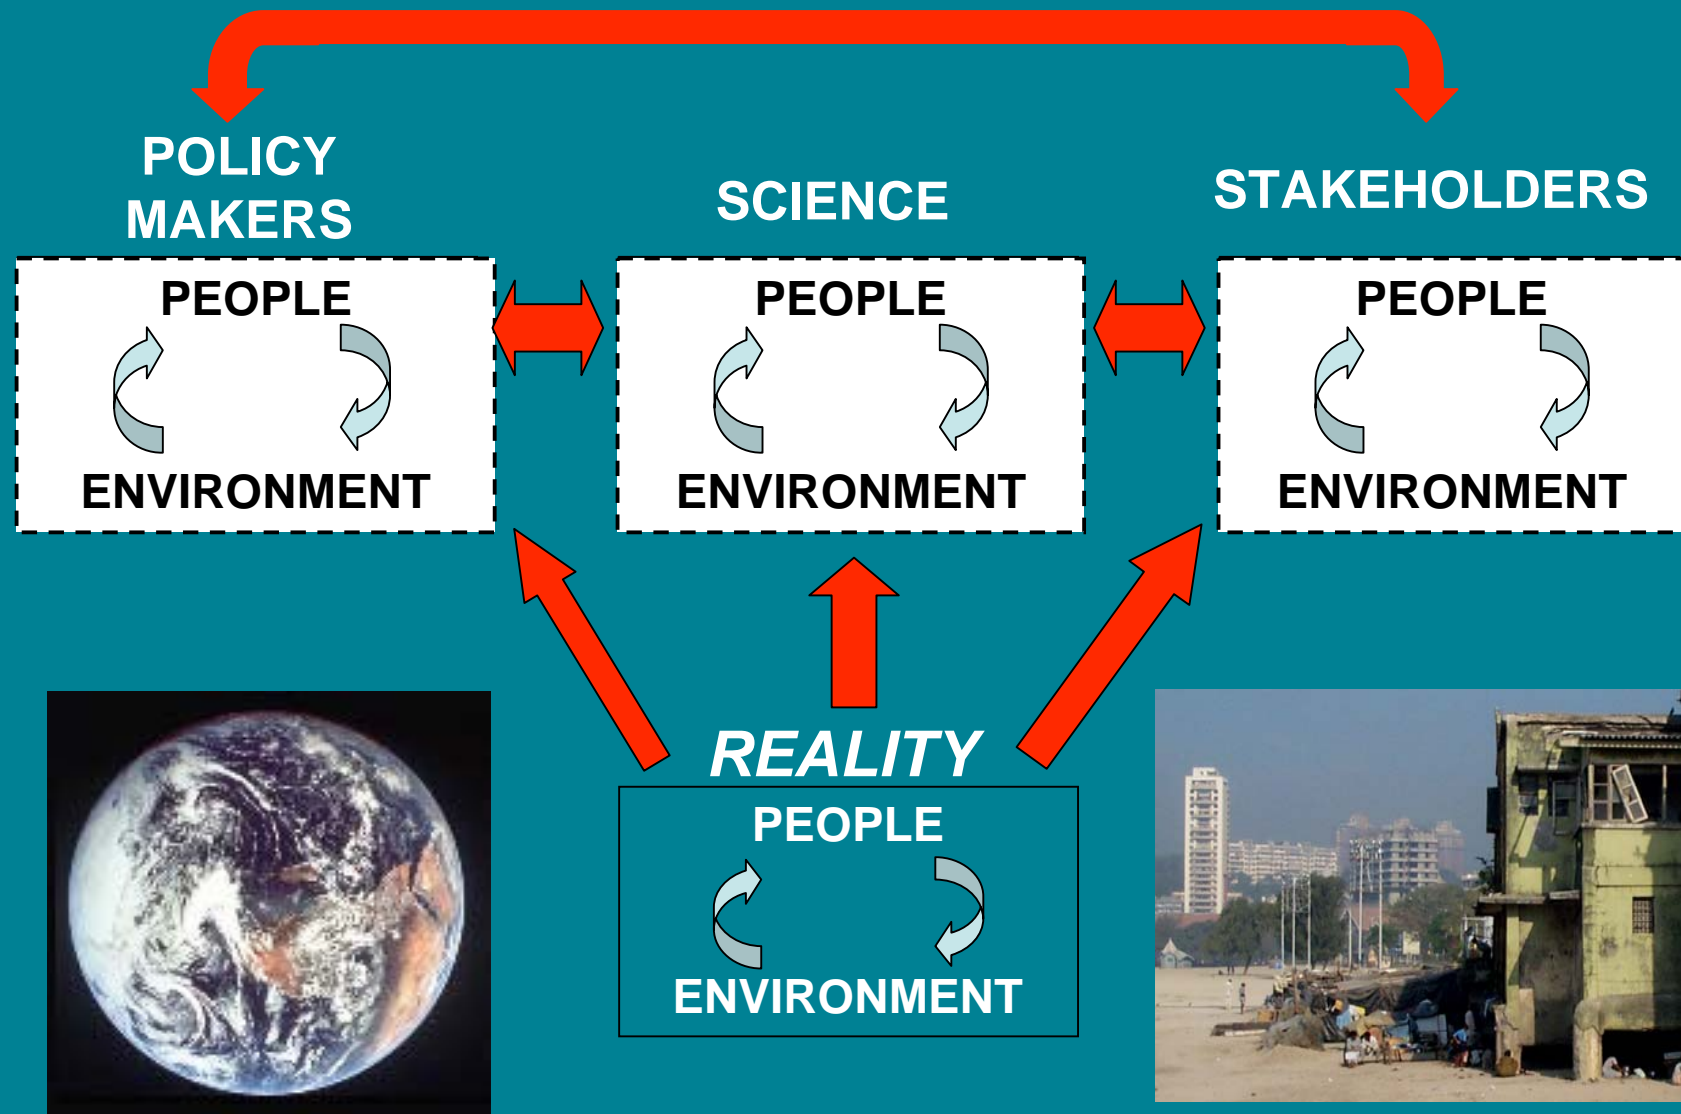 POLICY
MAKERS
SCIENCE
STAKEHOLDERS
PEOPLE
ENVIRONMENT
PEOPLE
ENVIRONMENT
PEOPLE
ENVIRONMENT
REALITY
PEOPLE
ENVIRONMENT